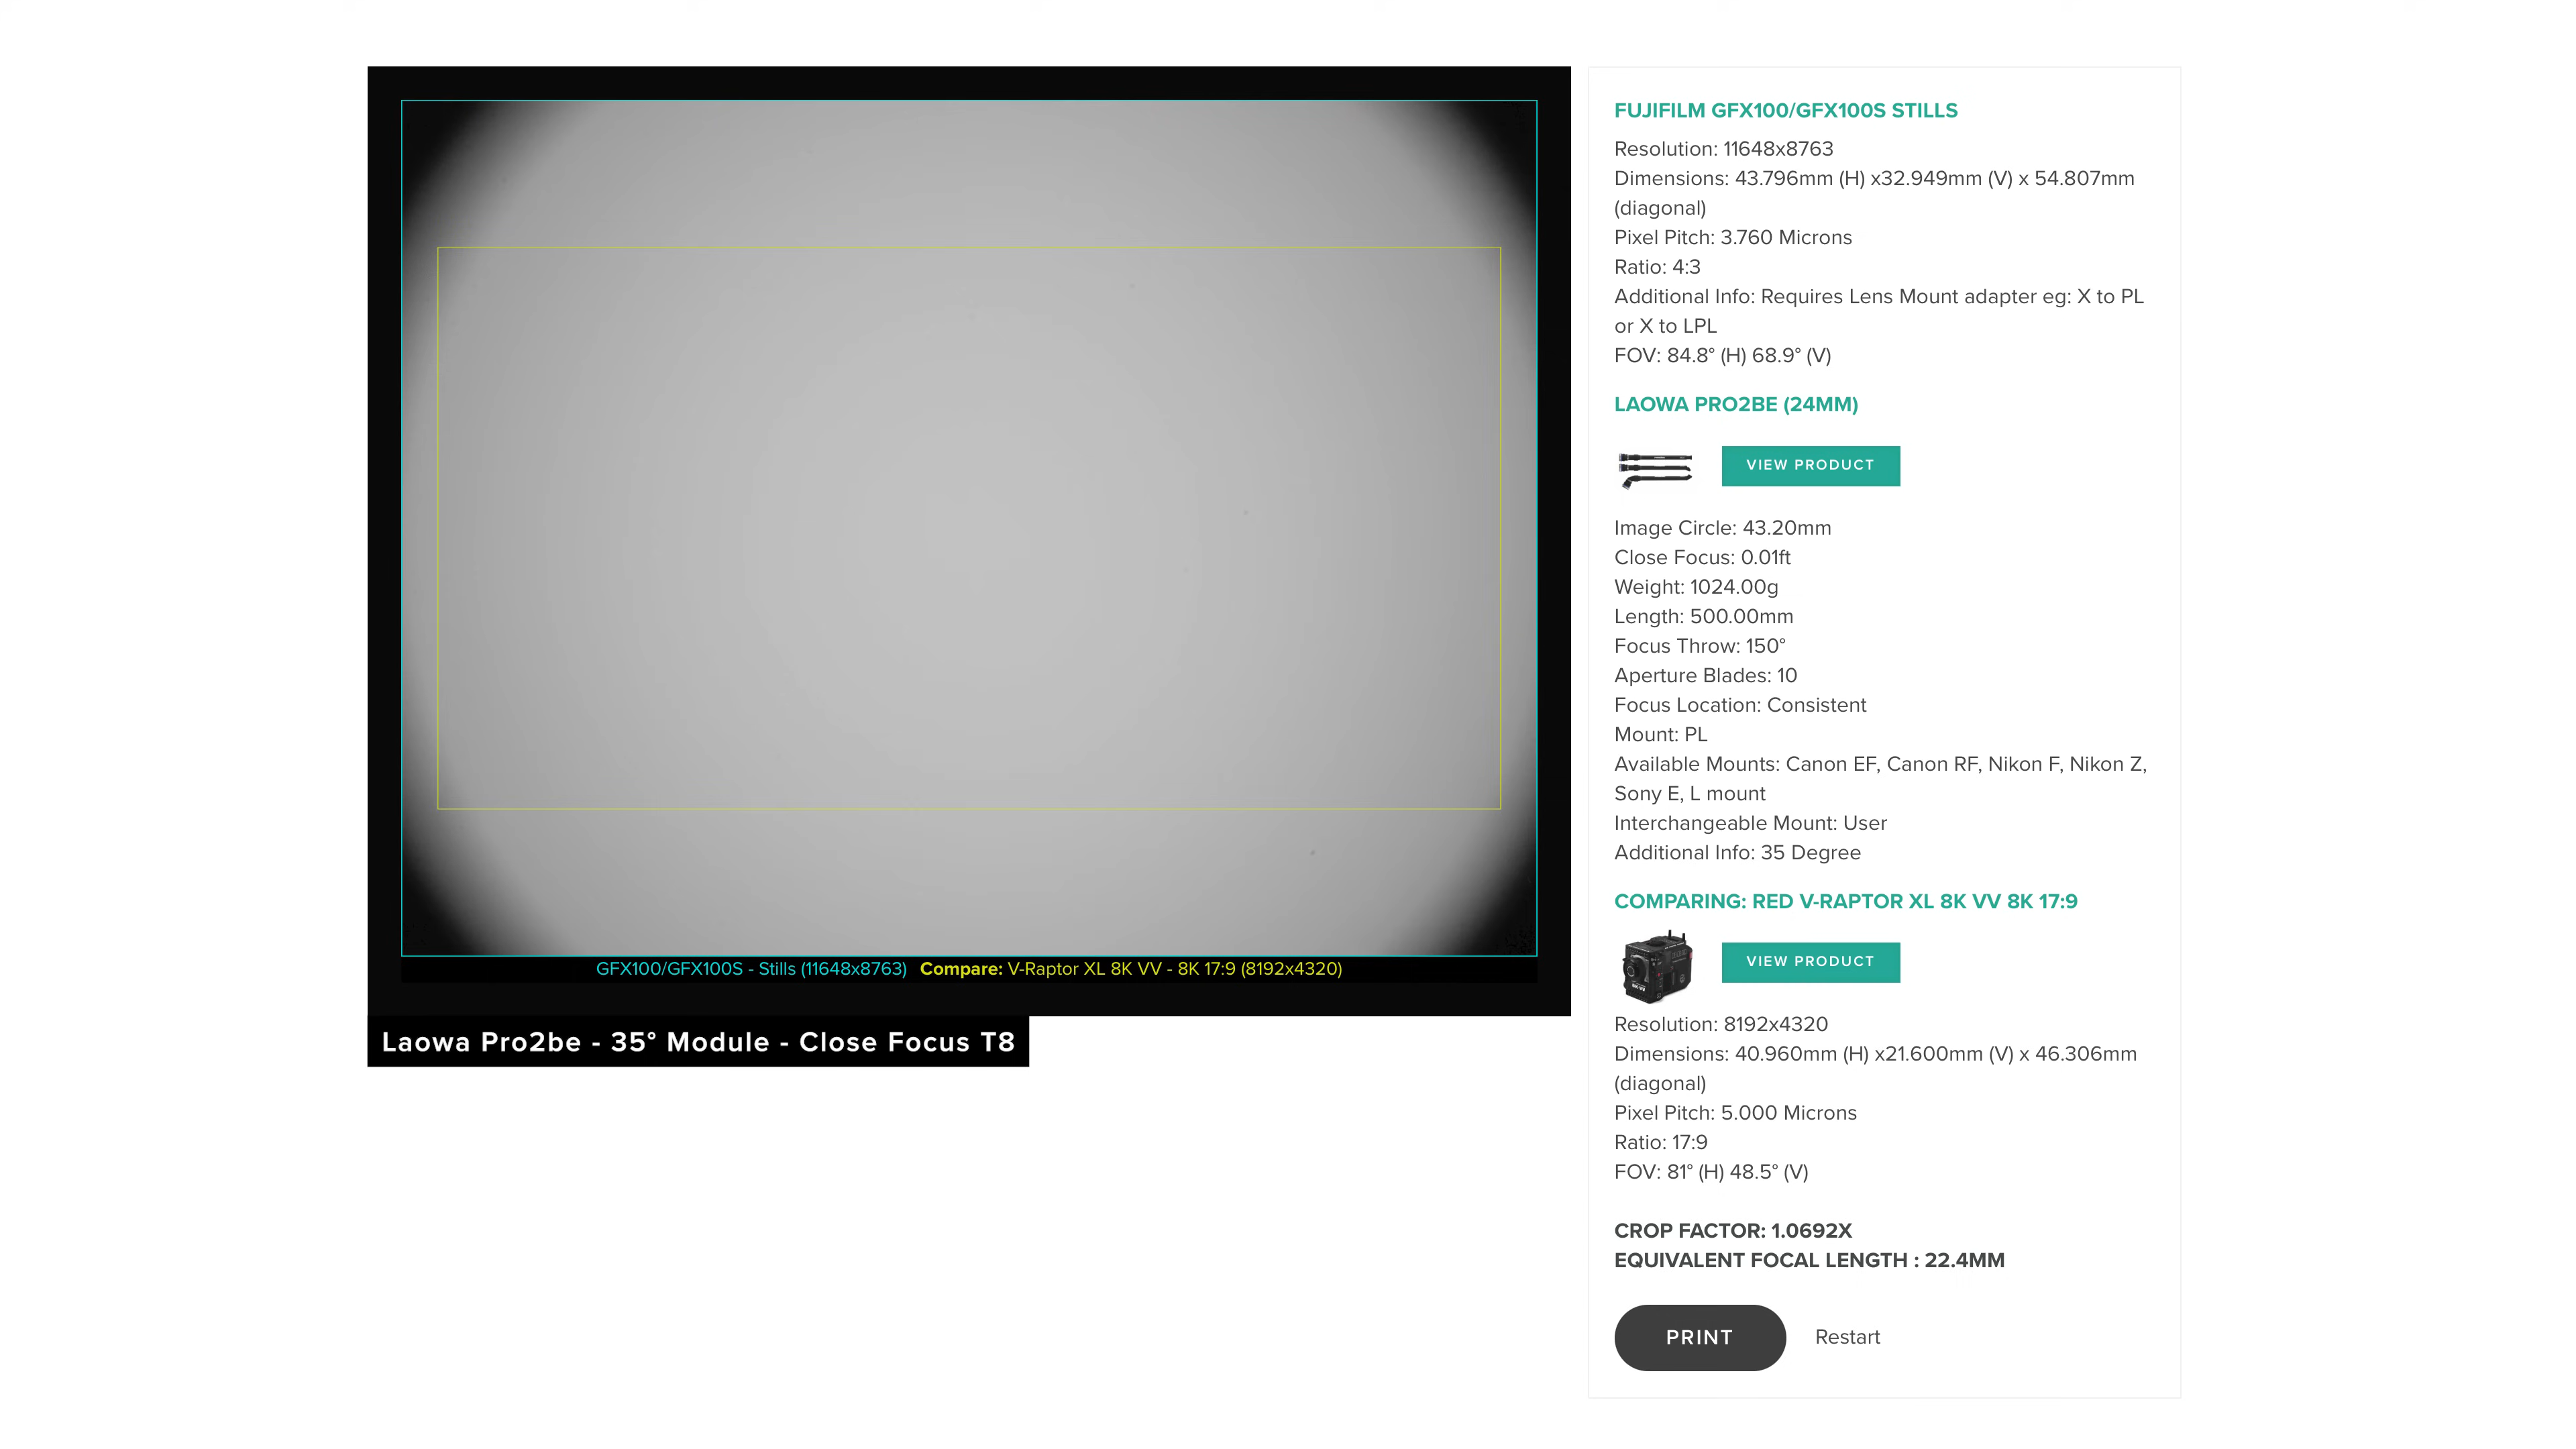 GFX100/GFX100S - Stills (11648x8763) Compare: V-Raptor XL 8K VV - 8K 17:9 (8192x4320)
Laowa Pro2be - 35° Module - Close Focus T8
FUJIFILM GFX100/GFX100S STILLS
Resolution: 11648x8763
Dimensions: 43.796mm (H) x32.949mm (V) x 54.807mm
(diagonal)
Pixel Pitch: 3.760 Microns
Ratio: 4:3
Additional Info: Requires Lens Mount adapter eg: X to PL
or X to LPL
FOV: 84.8° (H) 68.9° (V)
LAOWA PRO2BE (24MM)
VIEW PRODUCT
Image Circle: 43.20mm
Close Focus: 0.01ft
Weight: 1024.00g
Length: 500.00mm
Focus Throw: 150°
Aperture Blades: 10
Focus Location: Consistent
Mount: PL
Available Mounts: Canon EF, Canon RF, Nikon F, Nikon Z,
Sony E, L mount
Interchangeable Mount: User
Additional Info: 35 Degree
COMPARING: RED V-RAPTOR XL 8K VV 8K 17:9
VIEW PRODUCT
Resolution: 8192x4320
Dimensions: 40.960mm (H) x21.600mm (V) x 46.306mm
(diagonal)
Pixel Pitch: 5.000 Microns
Ratio: 17:9
FOV: 81° (H) 48.5° (V)
CROP FACTOR: 1.0692X
EQUIVALENT FOCAL LENGTH : 22.4MM
PRINT Restart